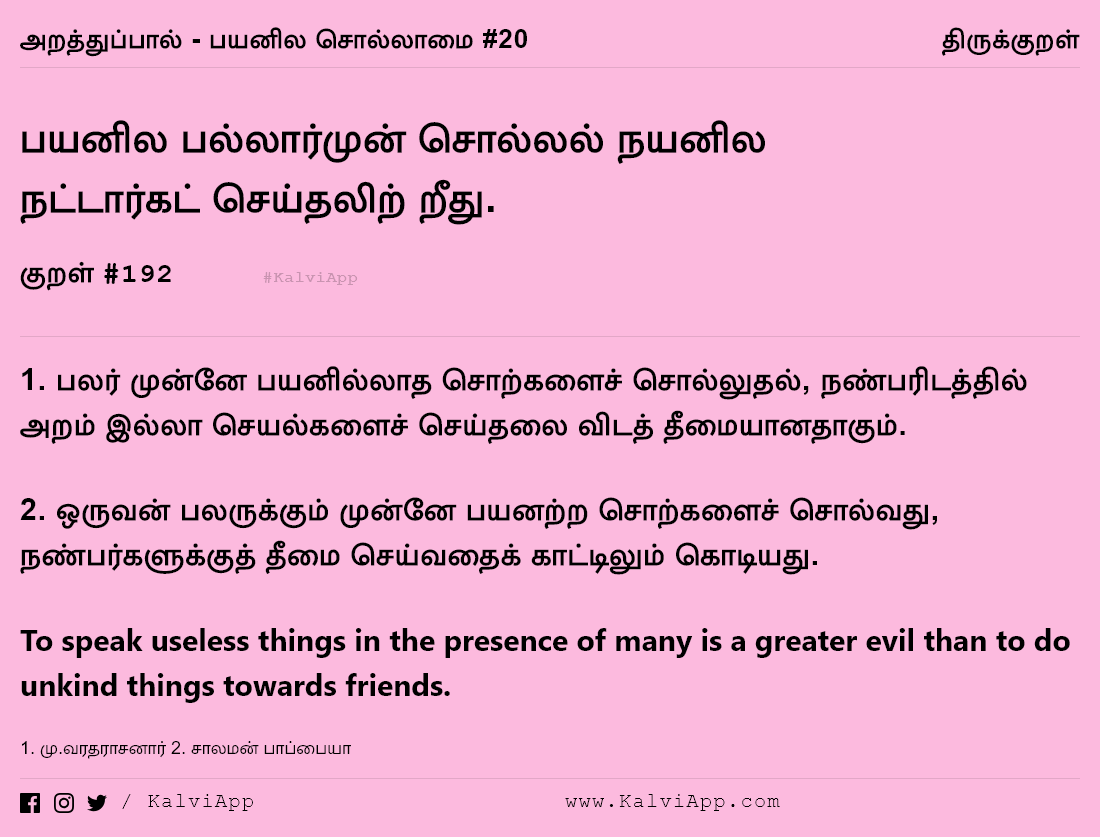 அறத்துப்பால் - பயனில சொல்லாமை #20
திருக்குறள்
பயனில பல்லார்முன் சொல்லல் நயனில
நட்டார்கட் செய்தலிற் றீது.
குறள் #192
#KalviApp
1. பலர் முன்னே பயனில்லாத சொற்களைச் சொல்லுதல், நண்பரிடத்தில்
அறம் இல்லா செயல்களைச் செய்தலை விடத் தீமையானதாகும்.
2. ஒருவன் பலருக்கும் முன்னே பயனற்ற சொற்களைச் சொல்வது,
நண்பர்களுக்குத் தீமை செய்வதைக் காட்டிலும் கொடியது.
To speak useless things in the presence of many is a greater evil than to do
unkind things towards friends.
1. மு.வரதராசனார் 2. சாலமன் பாப்பையா
/ KalviApp
www.KalviApp.com